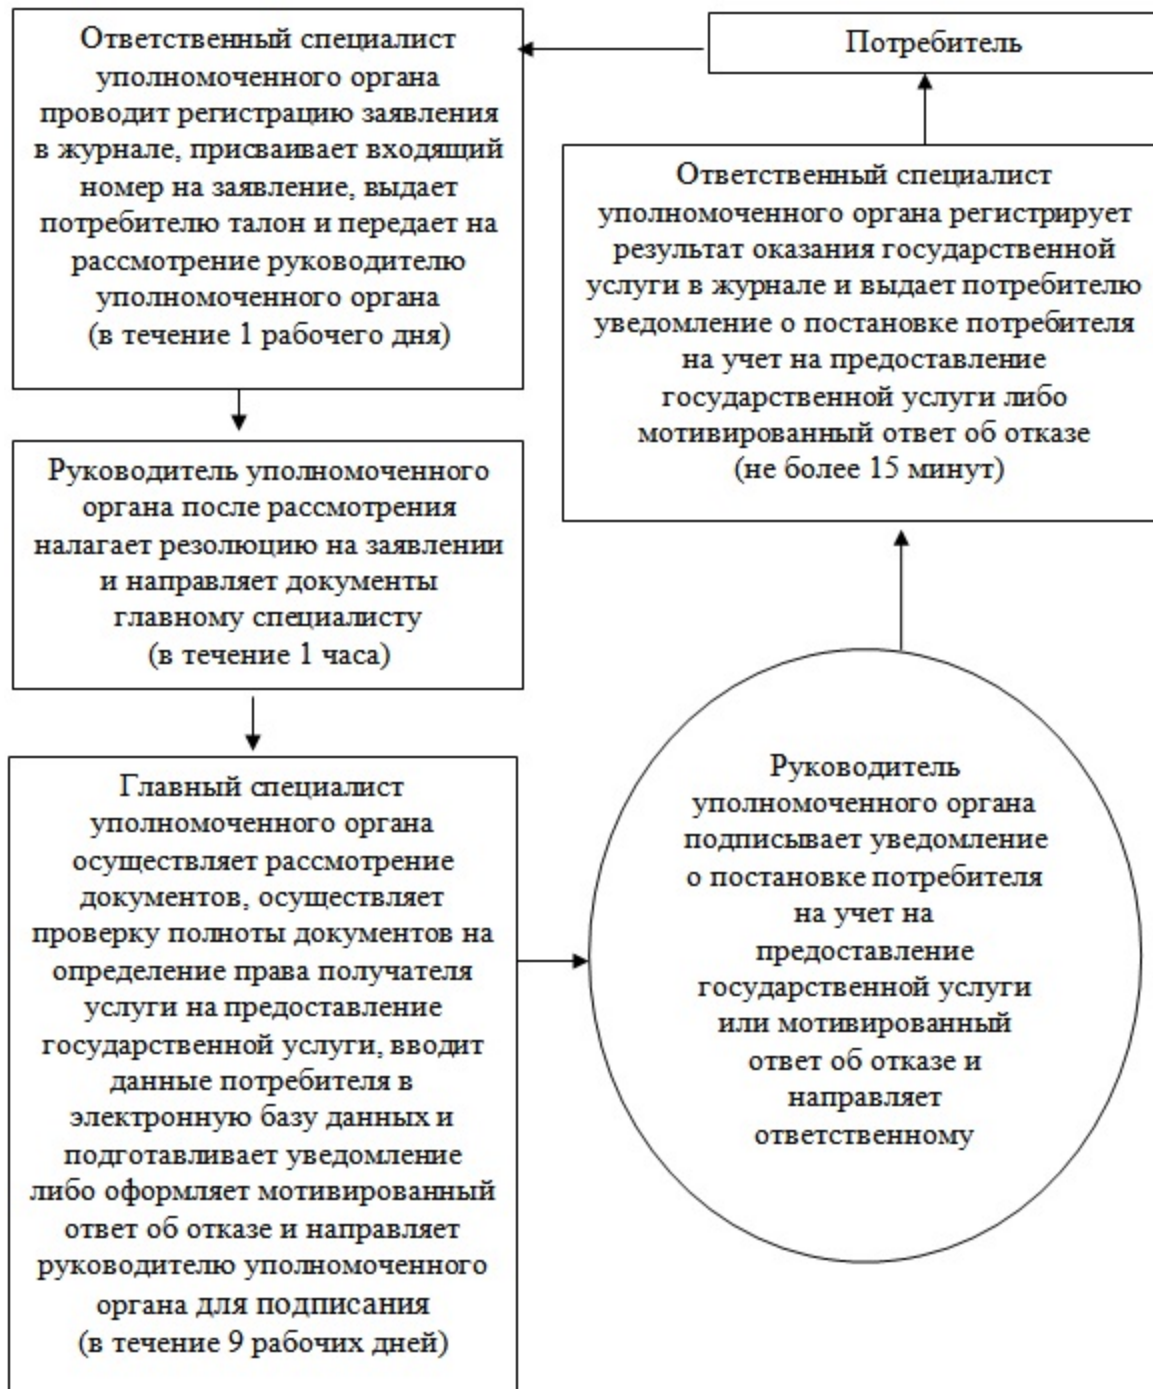 Потребитель
Ответственный специалист
уполномоченного органа
проводит регистрацию заявления
в журнале, присваивает входящий
номер на заявление, выдает
потребителю талон и передает на
рассмотрение руководителю
уполномоченного органа
(в течение 1 рабочего дня)
Руководитель уполномоченного
органа после рассмотрения
налагает резолюцию на заявлении
и направляет документы
главному специалисту
(в течение 1 часа)
Главный специалист
уполномоченного органа
осуществляет рассмотрение
документов, осуществляет
проверку полноты документов на
определение права получателя
услуги на предоставление
государственной услуги, вводит
данные потребителя в
электронную базу данных и
подготавливает уведомление
либо оформляет мотивированный
ответ об отказе и направляет
руководителю уполномоченного
органа для подписания
(в течение 9 рабочих дней)
Руководитель
уполномоченного органа
подписывает уведомление
о постановке потребителя
на учет на
предоставление
государственной услуги
или мотивированный
ответ об отказе и
направляет
ответственному
Ответственный специалист
уполномоченного органа регистрирует
результат оказания государственной
услуги в журнале и выдает потребителю
уведомление о постановке потребителя
на учет на предоставление
государственной услуги либо
мотивированный ответ об отказе
(не более 15 минут)